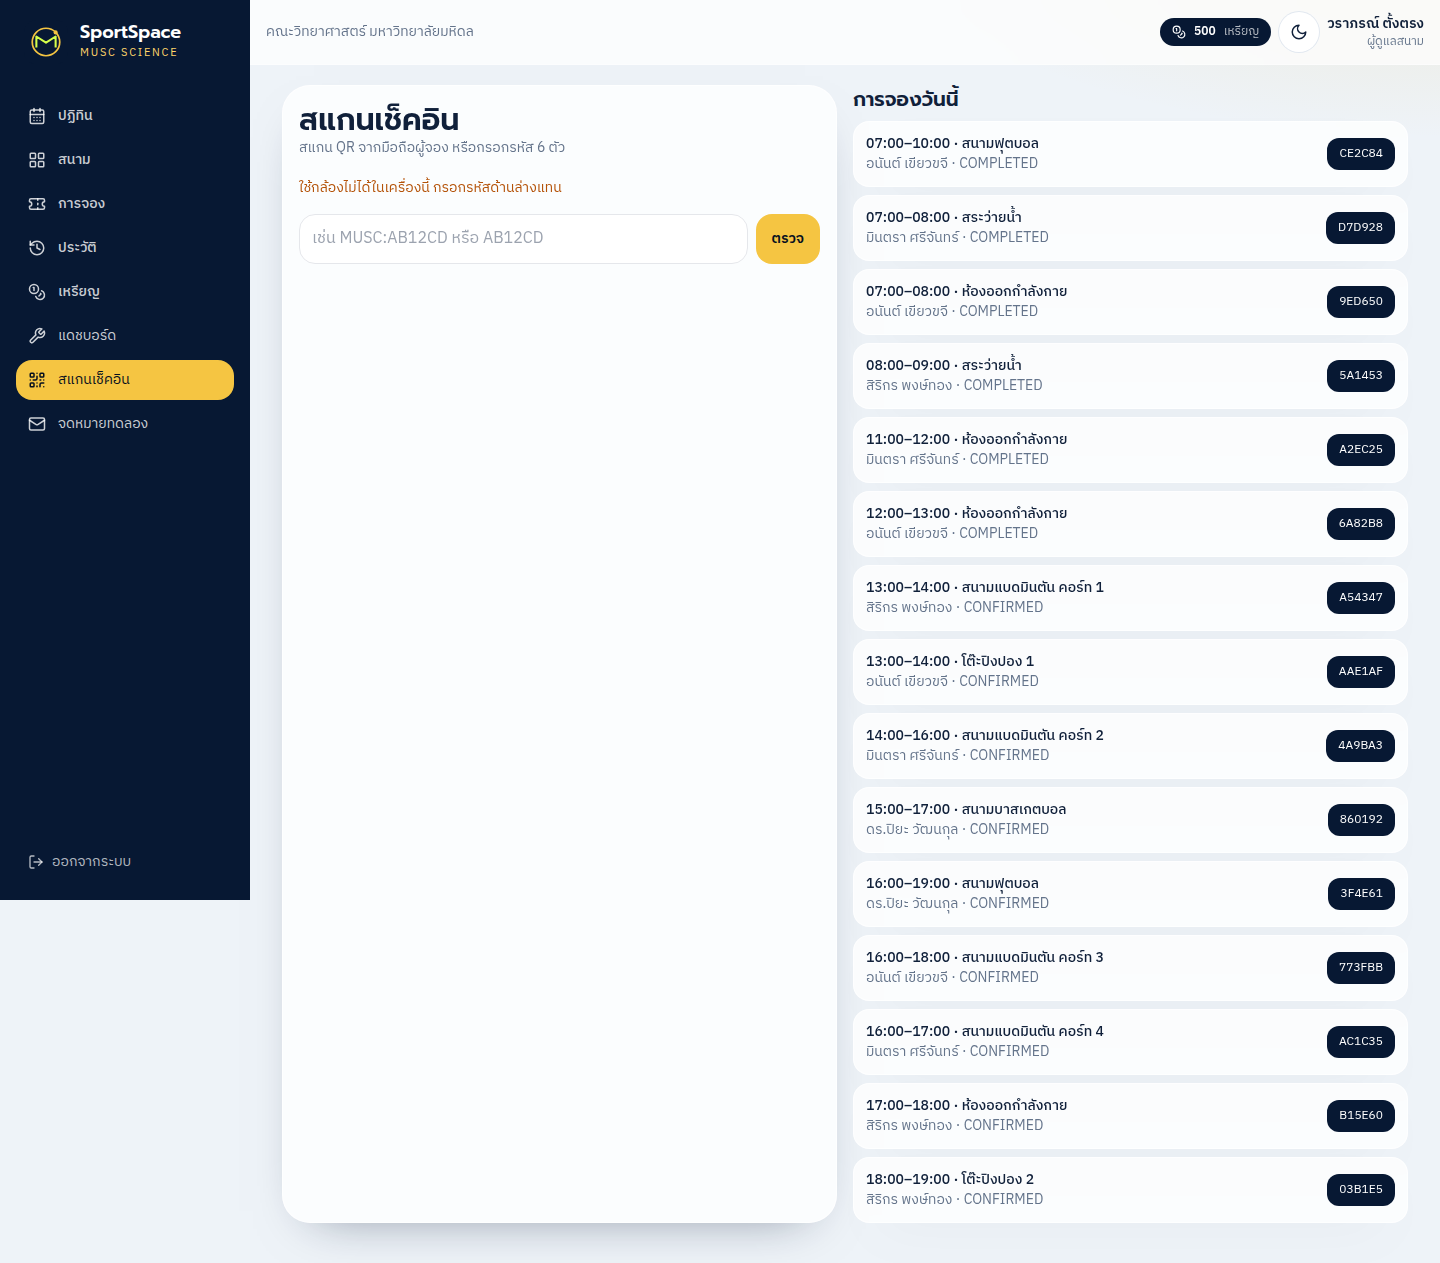 SportSpace
MUSC SCIENCE
ปฏิทิน
สนาม
การจอง
ประวัติ
เหรียญ
แดชบอร์ด
สแกนเช็คอิน
จดหมายทดลอง
ออกจากระบบ
คณะวิทยาศาสตร์ มหาวิทยาลัยมหิดล
500 เหรียญ
วราภรณ์ ตั้งตรง
ผู้ดูแลสนาม
สแกนเช็คอิน
สแกน QR จากมือถือผู้จอง หรือกรอกรหัส 6 ตัว
ใช้กล้องไม่ได้ในเครื่องนี้ กรอกรหัสด้านล่างแทน
เช่น MUSC:AB12CD หรือ AB12CD
ตรวจ
การจองวันนี้
07:00–10:00 · สนามฟุตบอล
อนันต์ เขียวขจี · COMPLETED
CE2C84
07:00–08:00 · สระว่ายน้ำ
มินตรา ศรีจันทร์ · COMPLETED
D7D928
07:00–08:00 · ห้องออกกำลังกาย
อนันต์ เขียวขจี · COMPLETED
9ED650
08:00–09:00 · สระว่ายน้ำ
สิริกร พงษ์ทอง · COMPLETED
5A1453
11:00–12:00 · ห้องออกกำลังกาย
มินตรา ศรีจันทร์ · COMPLETED
A2EC25
12:00–13:00 · ห้องออกกำลังกาย
อนันต์ เขียวขจี · COMPLETED
6A82B8
13:00–14:00 · สนามแบดมินตัน คอร์ท 1
สิริกร พงษ์ทอง · CONFIRMED
A54347
13:00–14:00 · โต๊ะปิงปอง 1
อนันต์ เขียวขจี · CONFIRMED
AAE1AF
14:00–16:00 · สนามแบดมินตัน คอร์ท 2
มินตรา ศรีจันทร์ · CONFIRMED
4A9BA3
15:00–17:00 · สนามบาสเกตบอล
ดร.ปิยะ วัฒนกุล · CONFIRMED
860192
16:00–19:00 · สนามฟุตบอล
ดร.ปิยะ วัฒนกุล · CONFIRMED
3F4E61
16:00–18:00 · สนามแบดมินตัน คอร์ท 3
อนันต์ เขียวขจี · CONFIRMED
773FBB
16:00–17:00 · สนามแบดมินตัน คอร์ท 4
มินตรา ศรีจันทร์ · CONFIRMED
AC1C35
17:00–18:00 · ห้องออกกำลังกาย
สิริกร พงษ์ทอง · CONFIRMED
B15E60
18:00–19:00 · โต๊ะปิงปอง 2
สิริกร พงษ์ทอง · CONFIRMED
03B1E5